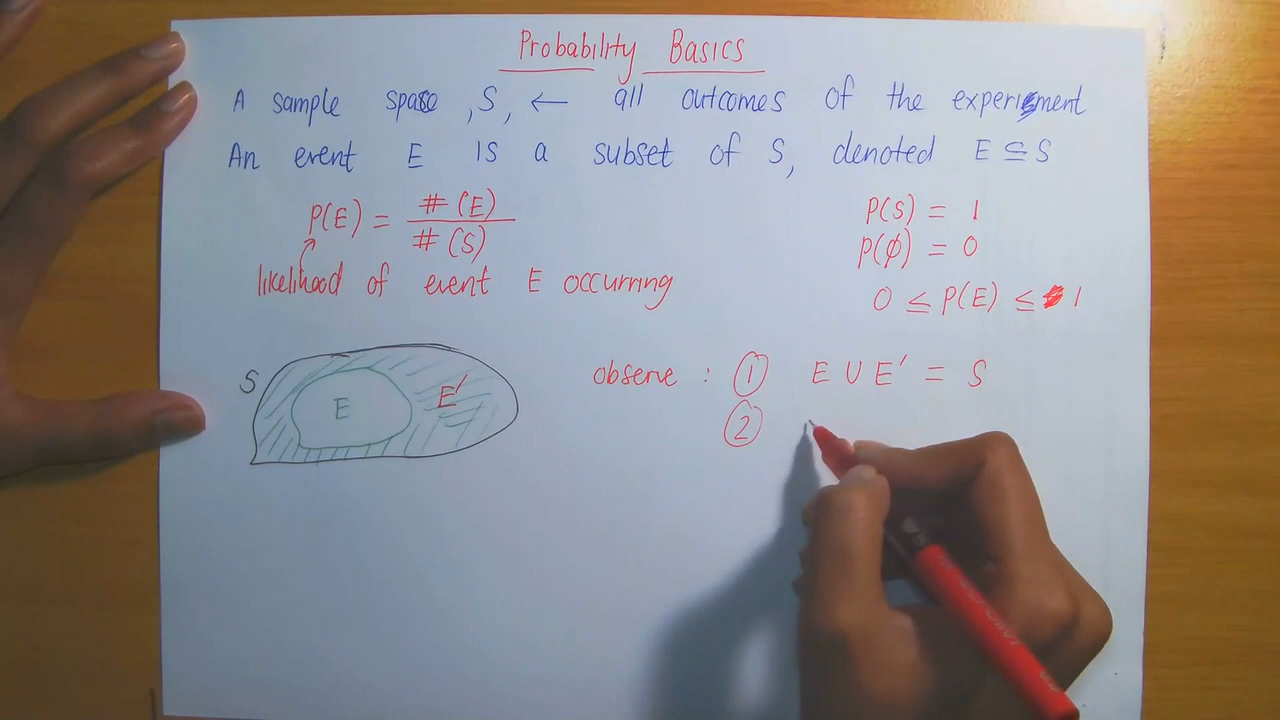 Probability Basics
A sample space, S, ← all outcomes of the experiment
An event E is a subset of S, denoted E ⊆ S
P(E) = #(E) / #(S)
likelihood of event E occurring
P(S) = 1
P(ϕ) = 0
0 ≤ P(E) ≤ 1
S E E'
observe : ① E ∪ E' = S
②